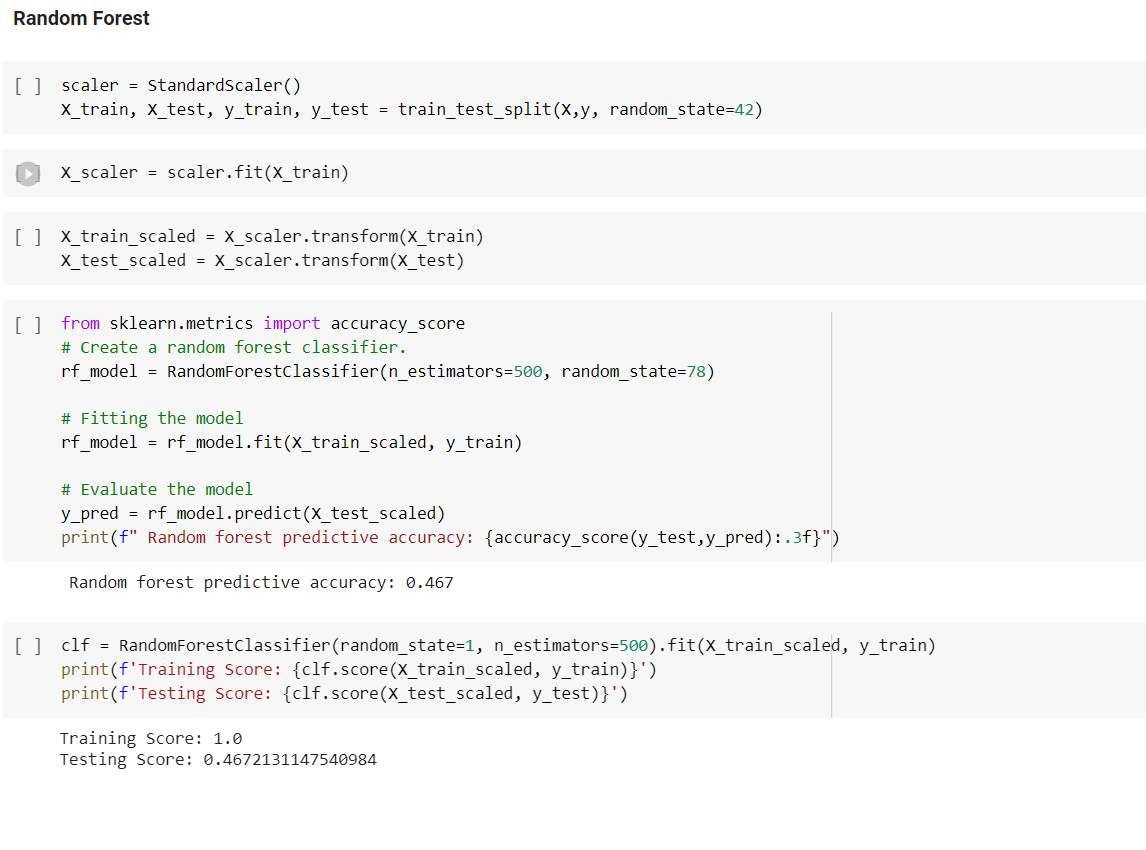 Random Forest
[ ] scaler = StandardScaler()
X_train, X_test, y_train, y_test = train_test_split(X,y, random_state=42)
X_scaler = scaler.fit(X_train)
[ ] X_train_scaled = X_scaler.transform(X_train)
X_test_scaled = X_scaler.transform(X_test)
[ ] from sklearn.metrics import accuracy_score
# Create a random forest classifier.
rf_model = RandomForestClassifier(n_estimators=500, random_state=78)
# Fitting the model
rf_model = rf_model.fit(X_train_scaled, y_train)
# Evaluate the model
y_pred = rf_model.predict(X_test_scaled)
print(f" Random forest predictive accuracy: {accuracy_score(y_test,y_pred):.3f}")
Random forest predictive accuracy: 0.467
[ ] clf = RandomForestClassifier(random_state=1, n_estimators=500).fit(X_train_scaled, y_train)
print(f'Training Score: {clf.score(X_train_scaled, y_train)}')
print(f'Testing Score: {clf.score(X_test_scaled, y_test)}')
Training Score: 1.0
Testing Score: 0.4672131147540984